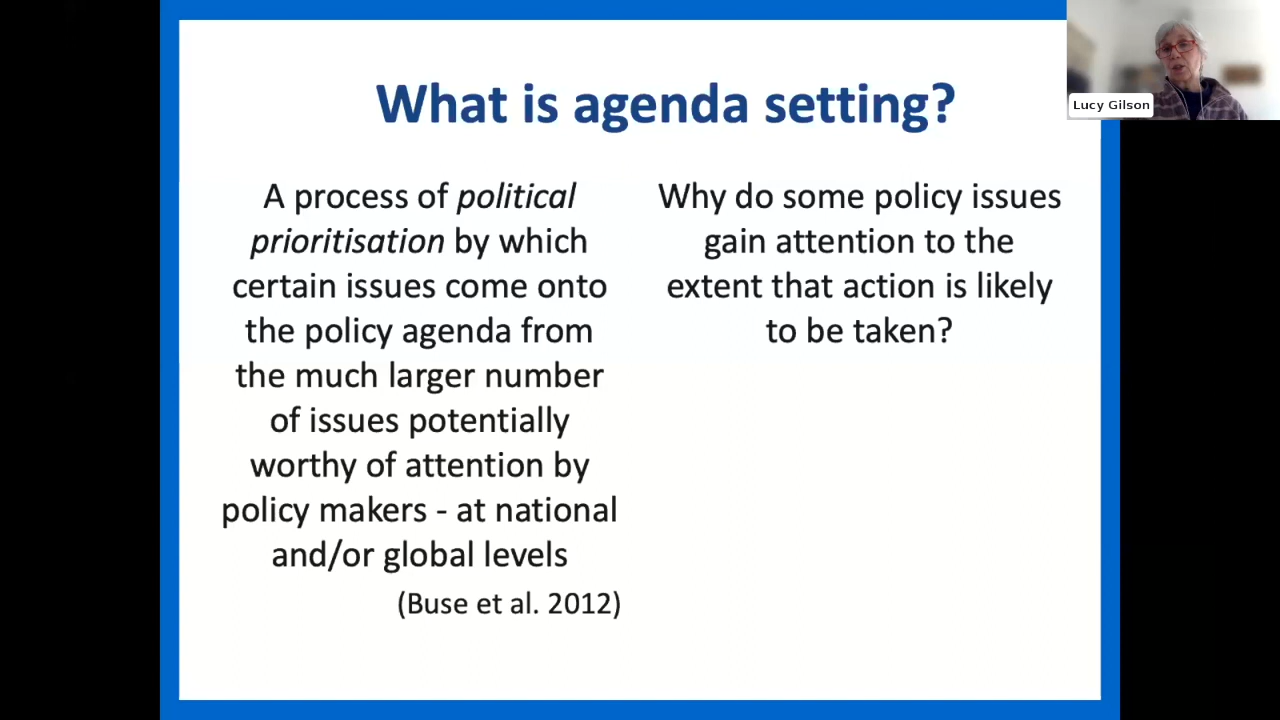 What is agenda setting?
Lucy Gilson
A process of political
prioritisation by which
certain issues come onto
the policy agenda from
the much larger number
of issues potentially
worthy of attention by
policy makers - at national
and/or global levels
(Buse et al. 2012)
Why do some policy issues
gain attention to the
extent that action is likely
to be taken?